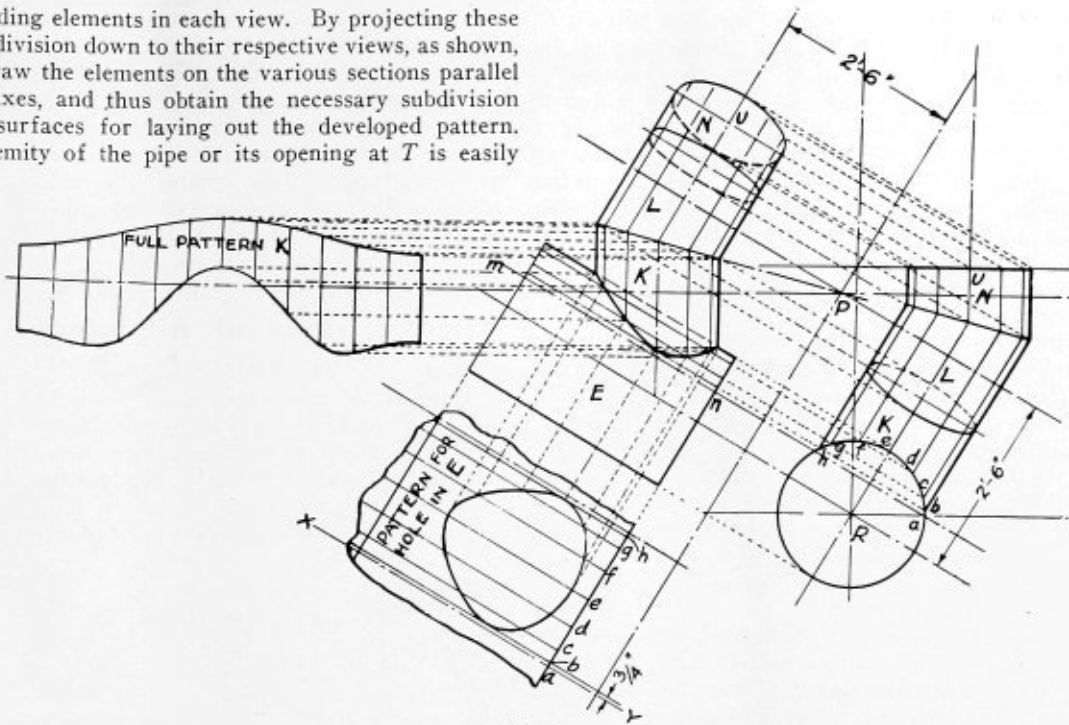 ding elements in each view. By projecting these
division down to their respective views, as shown,
raw the elements on the various sections parallel
xes, and thus obtain the necessary subdivision
surfaces for laying out the developed pattern.
emity of the pipe or its opening at T is easily
2'-6"
N U
L
FULL PATTERN K
m
K
P
U
N
E
n
L
K
h g f e d c b a
2'-6"
R
PATTERN FOR
HOLE IN E
X
g h
f
e
d
c
b
a
3/4"
Y